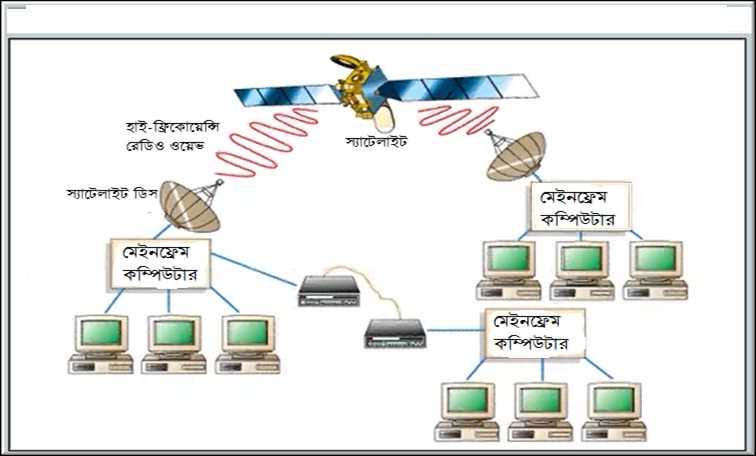 হাই-ফ্রিকোয়েন্সি
রেডিও ওয়েভ
স্যাটেলাইট
স্যাটেলাইট ডিস
মেইনফ্রেম
কম্পিউটার
মেইনফ্রেম
কম্পিউটার
মেইনফ্রেম
কম্পিউটার